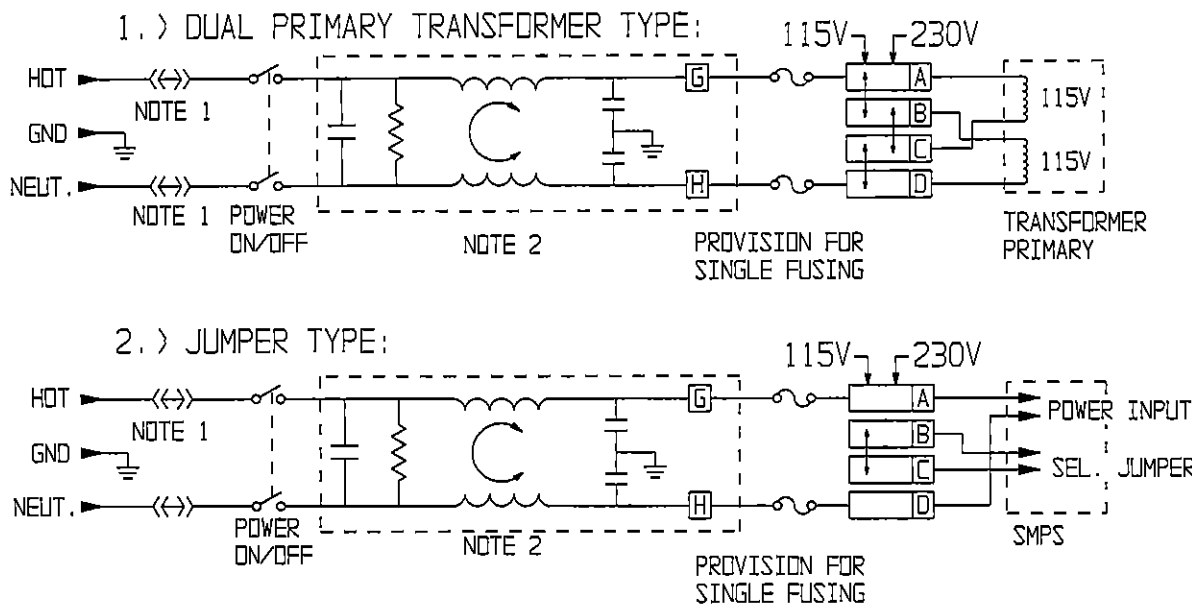 1.) DUAL PRIMARY TRANSFORMER TYPE:
115V 230V
HOT
NOTE 1
G
A
115V
B
GND
C
115V
NEUT.
H
D
NOTE 1
POWER
ON/OFF
NOTE 2
PROVISION FOR
SINGLE FUSING
TRANSFORMER
PRIMARY
2.) JUMPER TYPE:
115V 230V
HOT
NOTE 1
G
A
POWER INPUT
B
GND
C
SEL. JUMPER
NEUT.
H
D
POWER
ON/OFF
NOTE 2
SMPS
PROVISION FOR
SINGLE FUSING